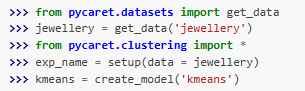 >>> from pycaret.datasets import get_data
>>> jewellery = get_data('jewellery')
>>> from pycaret.clustering import *
>>> exp_name = setup(data = jewellery)
>>> kmeans = create_model('kmeans')